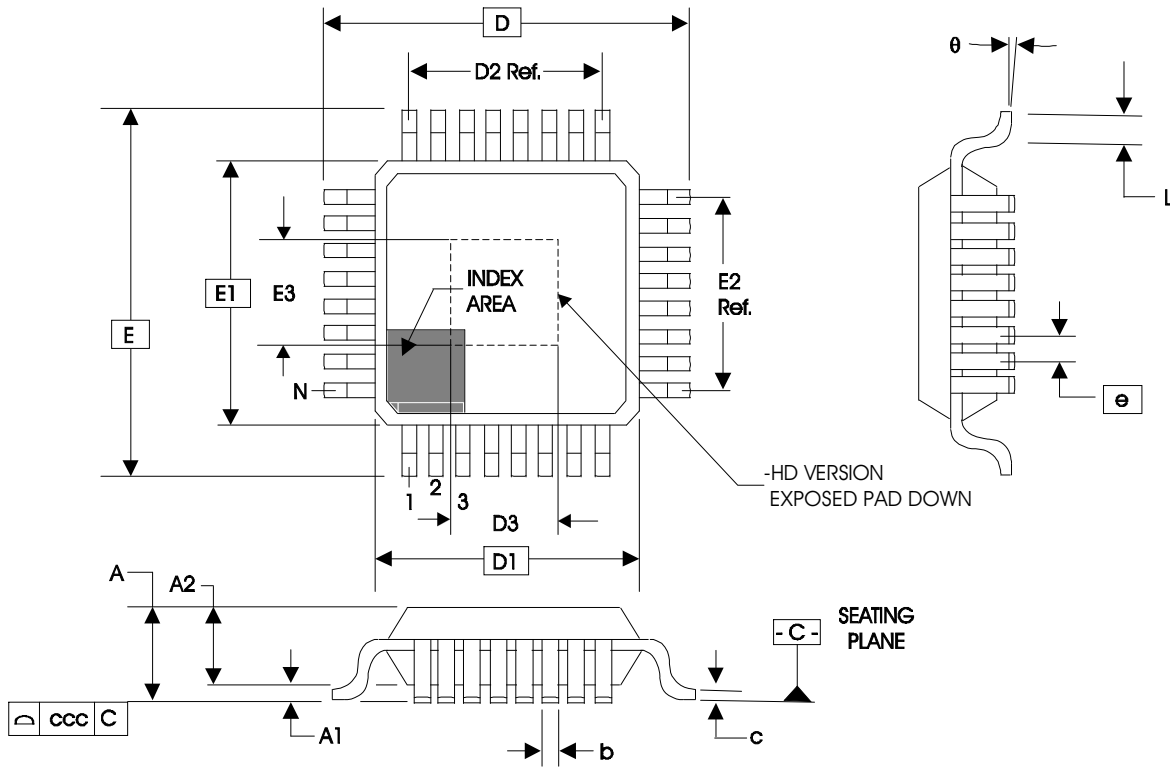 D
D2 Ref.
θ
L
E1
E3
INDEX
AREA
E2
Ref.
E
N
e
1
2
3
-HD VERSION
EXPOSED PAD DOWN
D3
D1
A
A2
- C -
SEATING
PLANE
ccc C
A1
b
c